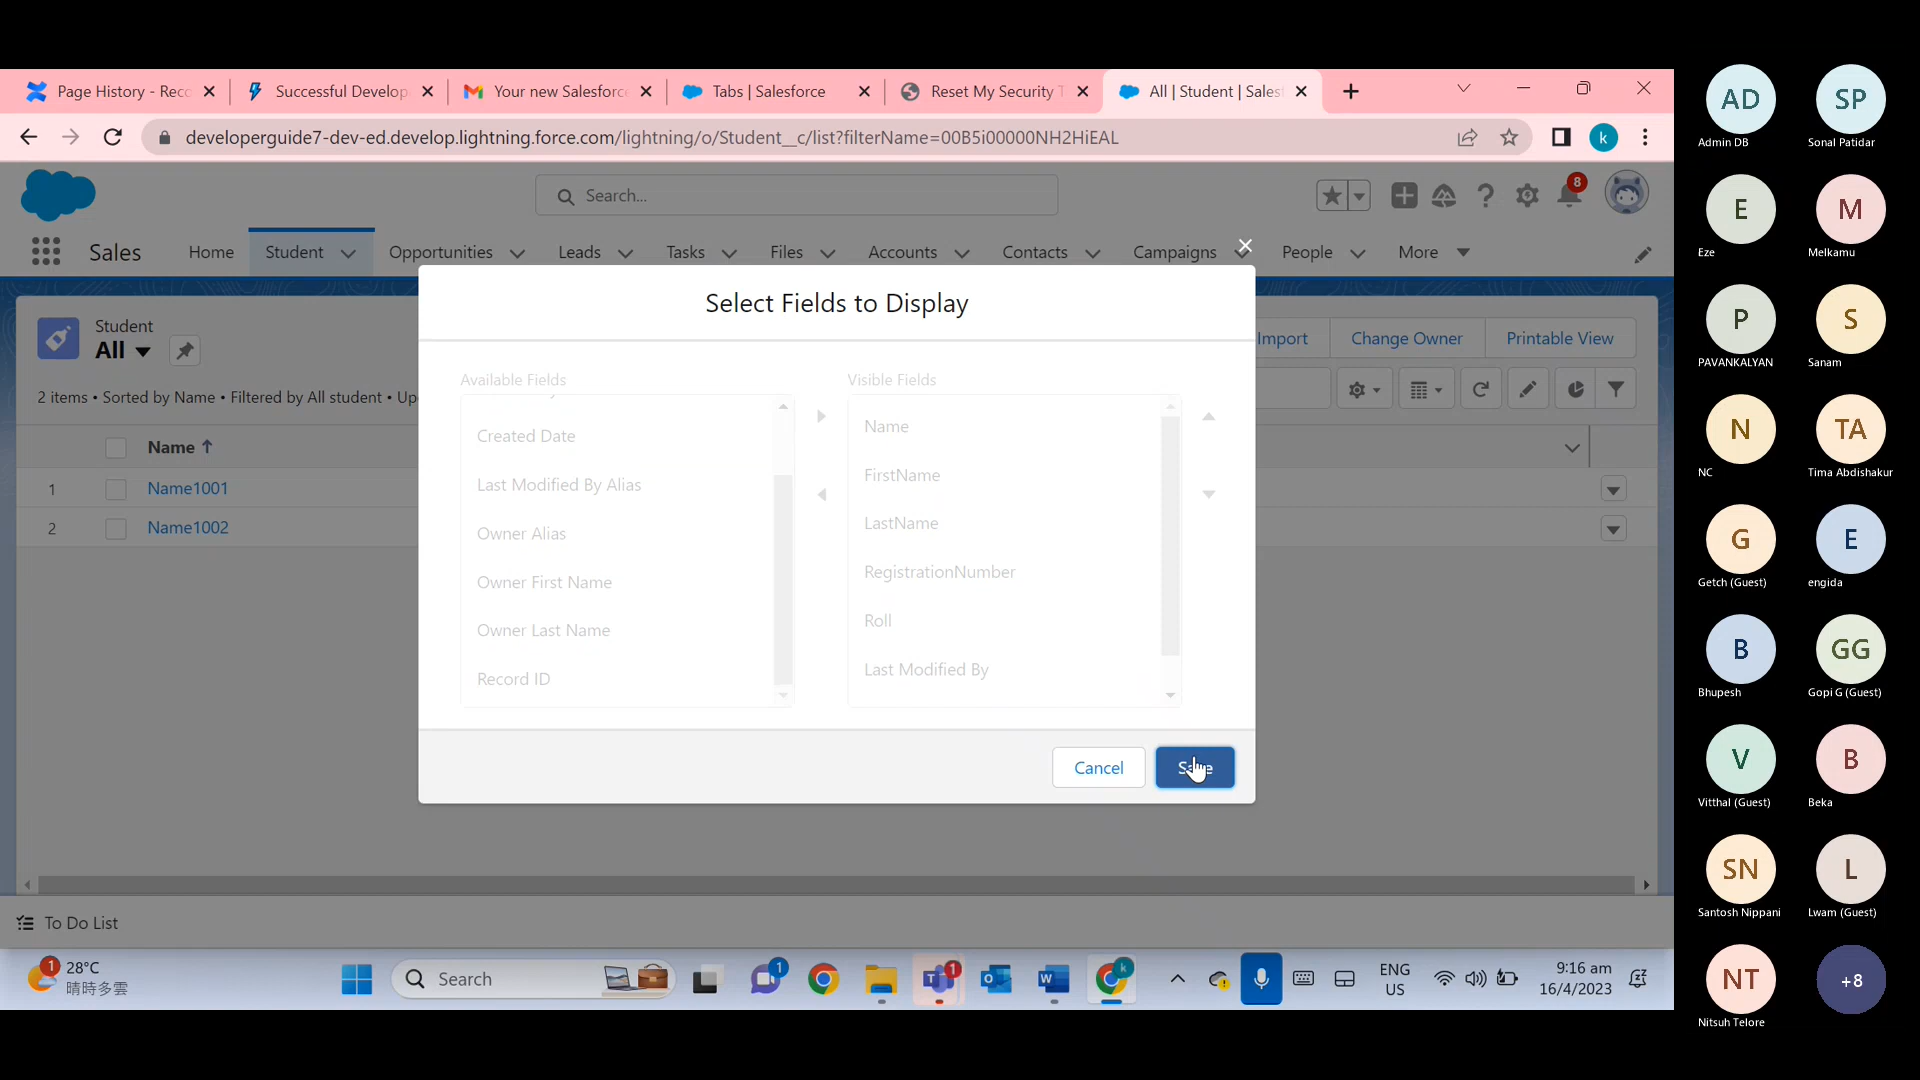 Page History - Rec
Successful Develop
Your new Salesforc
Tabs | Salesforce
Reset My Security T
All | Student | Sales
developerguide7-dev-ed.develop.lightning.force.com/lightning/o/Student__c/list?filterName=00B5i00000NH2HiEAL
k
Search...
8
Sales
Home
Student
Opportunities
Leads
Tasks
Files
Accounts
Contacts
Campaigns
People
More
Student
All
Import
Change Owner
Printable View
2 items • Sorted by Name • Filtered by All student • Up
Name
1
Name1001
2
Name1002
Select Fields to Display
Available Fields
Created Date
Last Modified By Alias
Owner Alias
Owner First Name
Owner Last Name
Record ID
Visible Fields
Name
FirstName
LastName
RegistrationNumber
Roll
Last Modified By
Cancel
Save
To Do List
1
28°C
晴時多雲
Search
1
1
k
ENG
US
9:16 am
16/4/2023
AD
Admin DB
SP
Sonal Patidar
E
Eze
M
Melkamu
P
PAVANKALYAN
S
Sanam
N
NC
TA
Tima Abdishakur
G
Getch (Guest)
E
engida
B
Bhupesh
GG
Gopi G (Guest)
V
Vitthal (Guest)
B
Beka
SN
Santosh Nippani
L
Lwam (Guest)
NT
Nitsuh Telore
+8